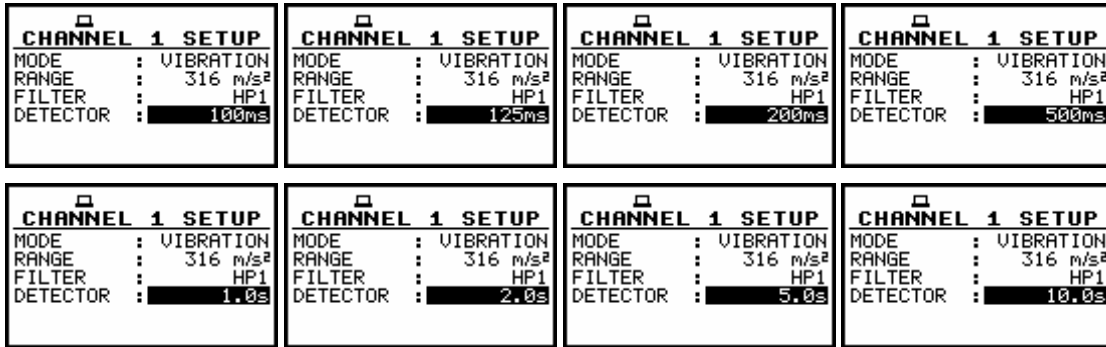 CHANNEL 1 SETUP
MODE : VIBRATION
RANGE : 316 m/s²
FILTER : HP1
DETECTOR : 100ms
CHANNEL 1 SETUP
MODE : VIBRATION
RANGE : 316 m/s²
FILTER : HP1
DETECTOR : 125ms
CHANNEL 1 SETUP
MODE : VIBRATION
RANGE : 316 m/s²
FILTER : HP1
DETECTOR : 200ms
CHANNEL 1 SETUP
MODE : VIBRATION
RANGE : 316 m/s²
FILTER : HP1
DETECTOR : 500ms
CHANNEL 1 SETUP
MODE : VIBRATION
RANGE : 316 m/s²
FILTER : HP1
DETECTOR : 1.0s
CHANNEL 1 SETUP
MODE : VIBRATION
RANGE : 316 m/s²
FILTER : HP1
DETECTOR : 2.0s
CHANNEL 1 SETUP
MODE : VIBRATION
RANGE : 316 m/s²
FILTER : HP1
DETECTOR : 5.0s
CHANNEL 1 SETUP
MODE : VIBRATION
RANGE : 316 m/s²
FILTER : HP1
DETECTOR : 10.0s